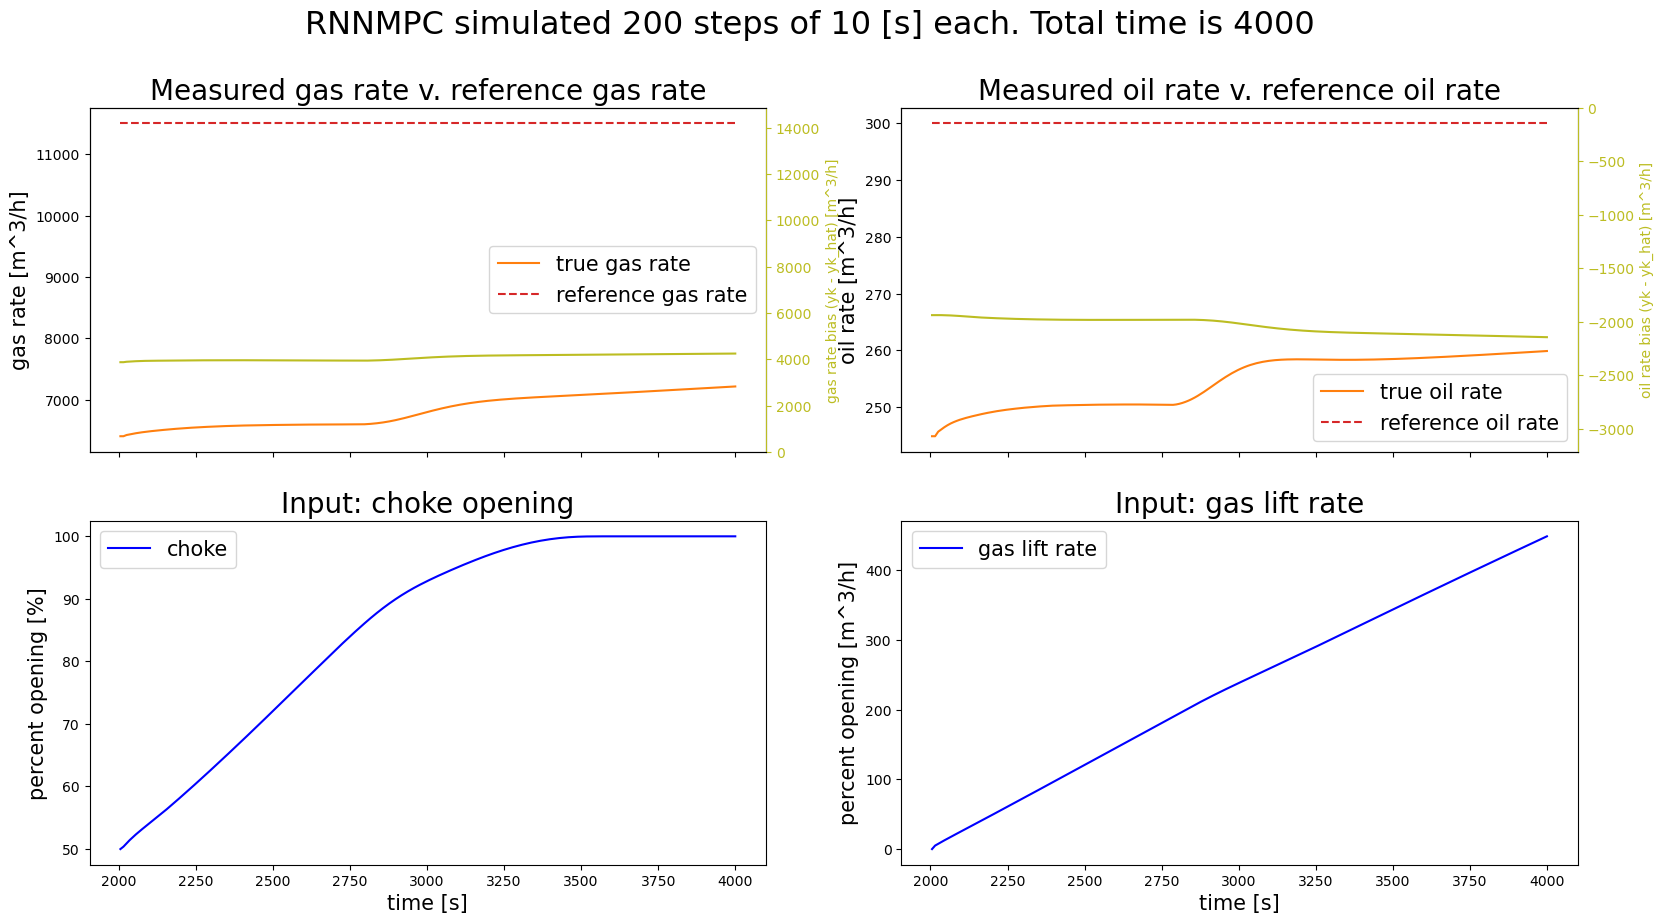 RNNMPC simulated 200 steps of 10 [s] each. Total time is 4000
Measured gas rate v. reference gas rate
gas rate [m^3/h]
11000
10000
9000
8000
7000
true gas rate
reference gas rate
14000
12000
10000
8000
6000
4000
2000
0
gas rate bias (yk - yk_hat) [m^3/h]
Measured oil rate v. reference oil rate
oil rate [m^3/h]
300
290
280
270
260
250
true oil rate
reference oil rate
0
−500
−1000
−1500
−2000
−2500
−3000
oil rate bias (yk - yk_hat) [m^3/h]
Input: choke opening
percent opening [%]
100
90
80
70
60
50
choke
2000 2250 2500 2750 3000 3250 3500 3750 4000
time [s]
Input: gas lift rate
percent opening [m^3/h]
400
300
200
100
0
gas lift rate
2000 2250 2500 2750 3000 3250 3500 3750 4000
time [s]